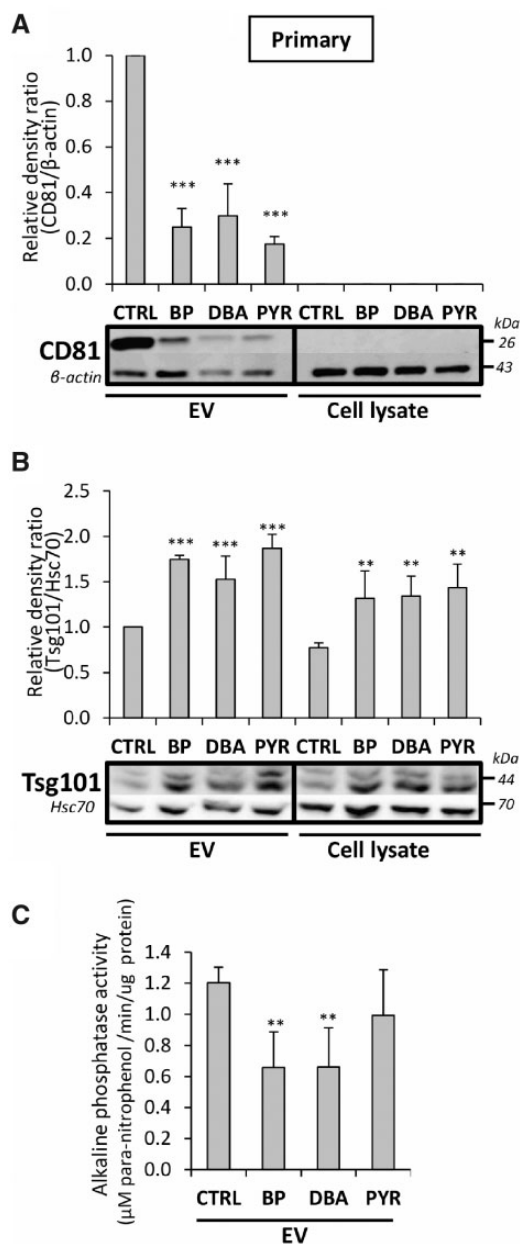 A
Primary
Relative density ratio
(CD81/β-actin)
1.0
0.8
0.6
0.4
0.2
0.0
*** *** ***
CTRL BP DBA PYR CTRL BP DBA PYR
kDa
CD81
26
β-actin
43
EV Cell lysate
B
Relative density ratio
(Tsg101/Hsc70)
2.5
2.0
1.5
1.0
0.5
0.0
*** *** *** ** ** **
CTRL BP DBA PYR CTRL BP DBA PYR
kDa
Tsg101
44
Hsc70
70
EV Cell lysate
C
Alkaline phosphatase activity
(µM para-nitrophenol /min/ug protein)
1.4
1.2
1.0
0.8
0.6
0.4
0.2
0.0
** **
CTRL BP DBA PYR
EV